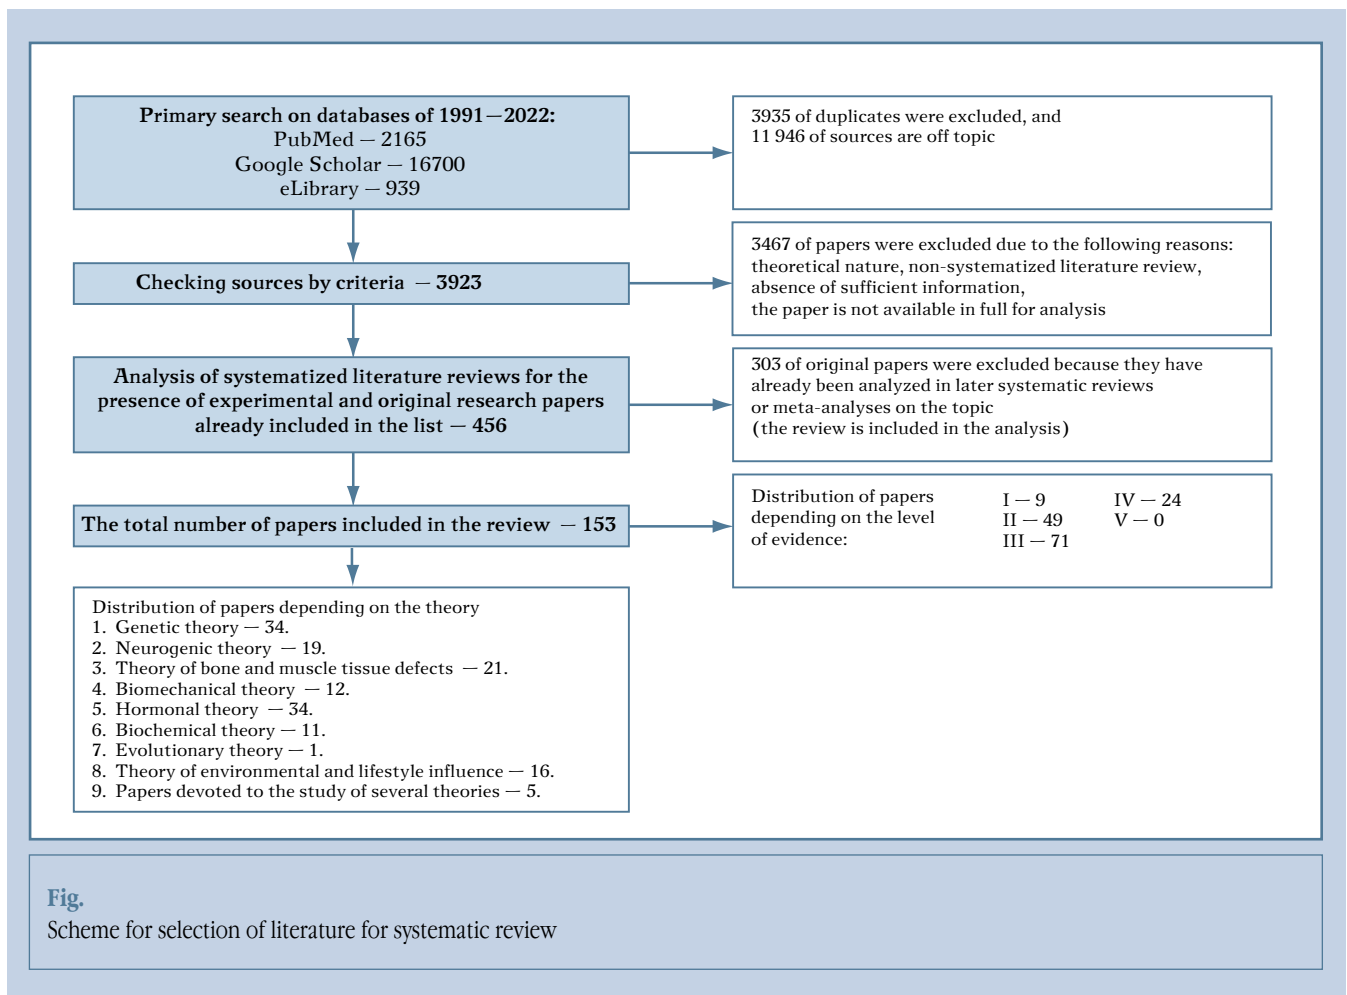 Primary search on databases of 1991–2022:
PubMed – 2165
Google Scholar – 16700
eLibrary – 939
3935 of duplicates were excluded, and
11 946 of sources are off topic
Checking sources by criteria – 3923
3467 of papers were excluded due to the following reasons:
theoretical nature, non-systematized literature review,
absence of sufficient information,
the paper is not available in full for analysis
Analysis of systematized literature reviews for the
presence of experimental and original research papers
already included in the list – 456
303 of original papers were excluded because they have
already been analyzed in later systematic reviews
or meta-analyses on the topic
(the review is included in the analysis)
The total number of papers included in the review – 153
Distribution of papers
depending on the level
of evidence:
I – 9
II – 49
III – 71
IV – 24
V – 0
Distribution of papers depending on the theory
1. Genetic theory – 34.
2. Neurogenic theory – 19.
3. Theory of bone and muscle tissue defects – 21.
4. Biomechanical theory – 12.
5. Hormonal theory – 34.
6. Biochemical theory – 11.
7. Evolutionary theory – 1.
8. Theory of environmental and lifestyle influence – 16.
9. Papers devoted to the study of several theories – 5.
Fig.
Scheme for selection of literature for systematic review